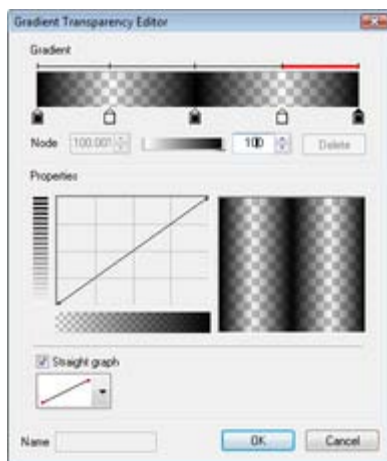 Gradient Transparency Editor
Gradient
Node 100.001 100 Delete
Properties
Straight graph
Name OK Cancel